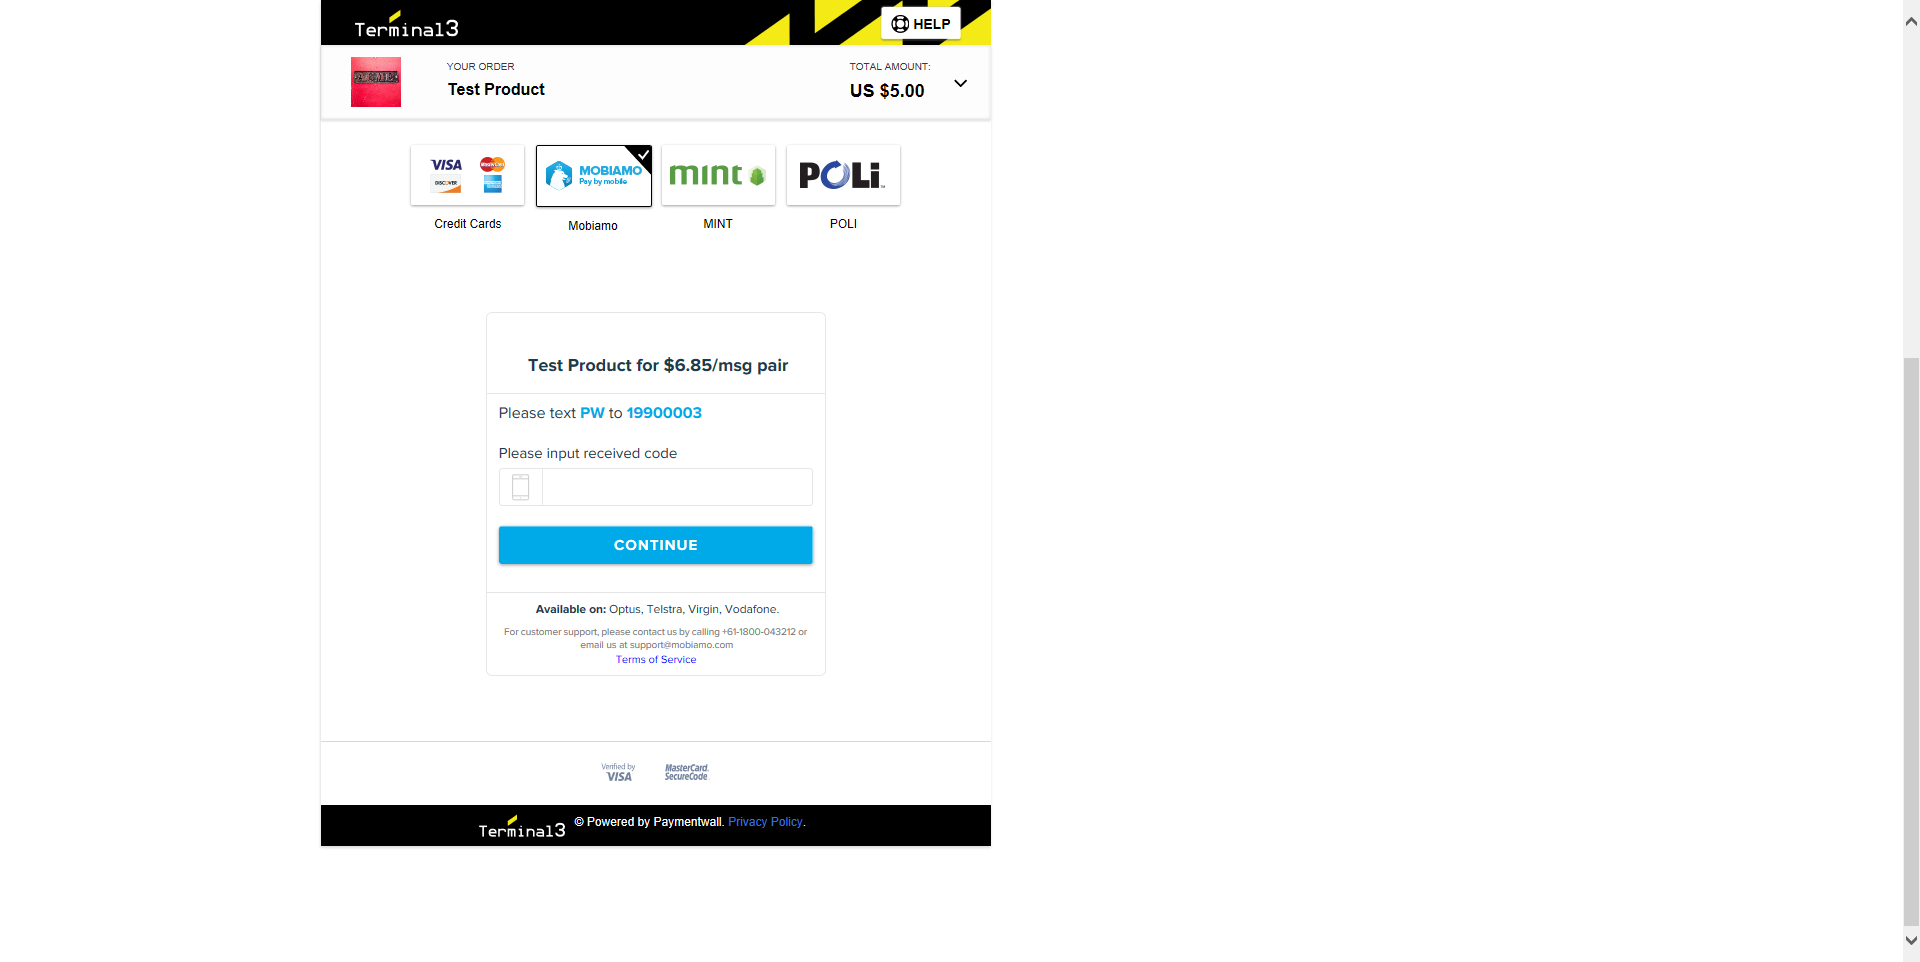 Terminal3
HELP
YOUR ORDER
Test Product
TOTAL AMOUNT:
US $5.00
VISA
MasterCard
DISCOVER
MOBIAMO
Pay by mobile
mint
POLi
Credit Cards
Mobiamo
MINT
POLI
Test Product for $6.85/msg pair
Please text PW to 19900003
Please input received code
CONTINUE
Available on: Optus, Telstra, Virgin, Vodafone.
For customer support, please contact us by calling +61-1800-043212 or
email us at support@mobiamo.com
Terms of Service
Verified by
VISA
MasterCard.
SecureCode
Terminal3
© Powered by Paymentwall. Privacy Policy.